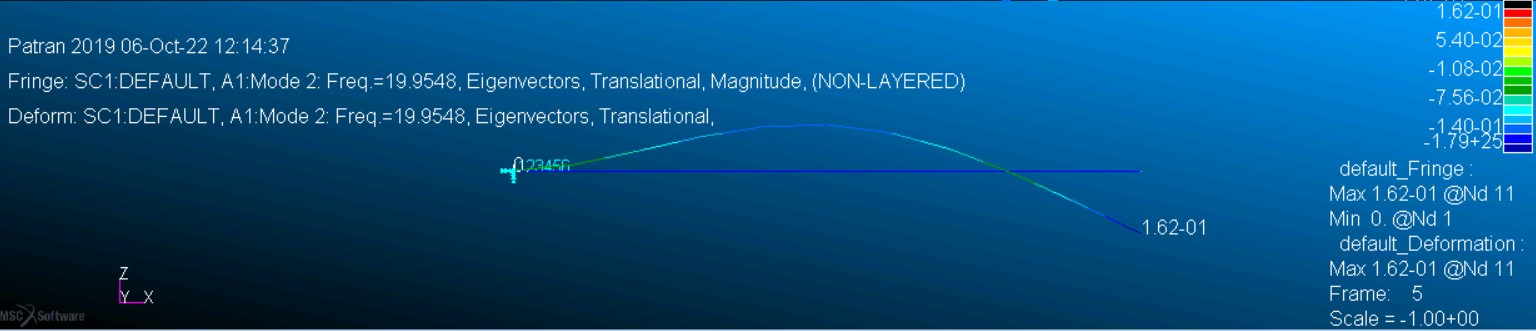 Patran 2019 06-Oct-22 12:14:37
Fringe: SC1:DEFAULT, A1:Mode 2: Freq.=19.9548, Eigenvectors, Translational, Magnitude, (NON-LAYERED)
Deform: SC1:DEFAULT, A1:Mode 2: Freq.=19.9548, Eigenvectors, Translational,
1.62-01
5.40-02
-1.08-02
-7.56-02
-1.40-01
-1.79+25
123456
1.62-01
default_Fringe :
Max 1.62-01 @Nd 11
Min 0. @Nd 1
default_Deformation :
Max 1.62-01 @Nd 11
Frame: 5
Scale = -1.00+00
Z
Y X
MSC Software